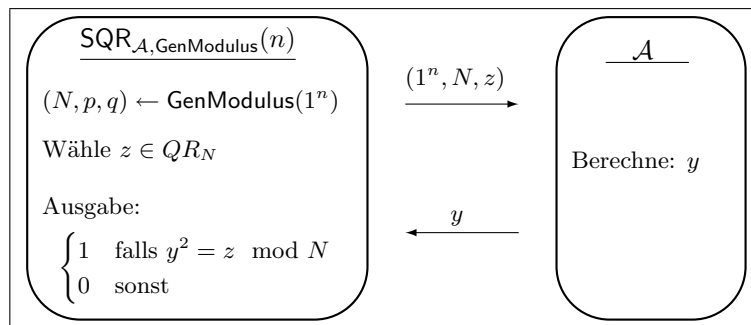 SQR_{𝒜,GenModulus}(n)
(N, p, q) ← GenModulus(1^n)
Wähle z ∈ QR_N
Ausgabe:
{1 falls y^2 = z mod N
0 sonst
(1^n, N, z)
y
𝒜
Berechne: y